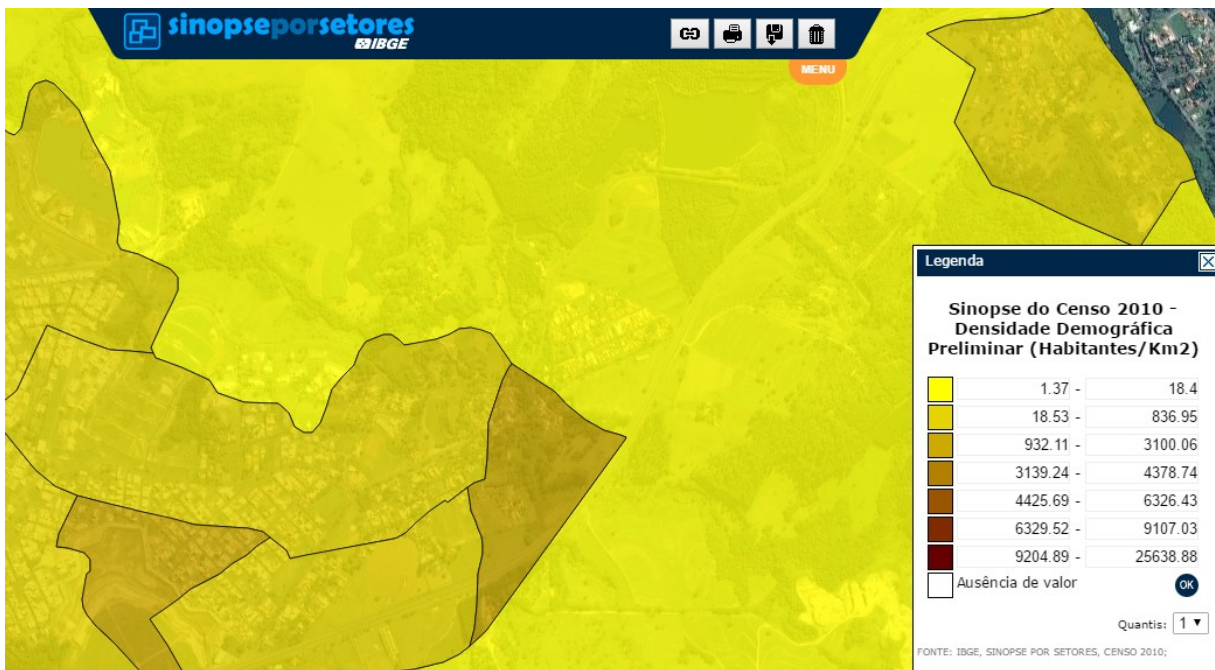 sinopseporsetores
IBGE
MENU
Legenda
Sinopse do Censo 2010 -
Densidade Demográfica
Preliminar (Habitantes/Km2)
1.37 - 18.4
18.53 - 836.95
932.11 - 3100.06
3139.24 - 4378.74
4425.69 - 6326.43
6329.52 - 9107.03
9204.89 - 25638.88
Ausência de valor OK
Quantis: 1
FONTE: IBGE, SINOPSE POR SETORES, CENSO 2010;